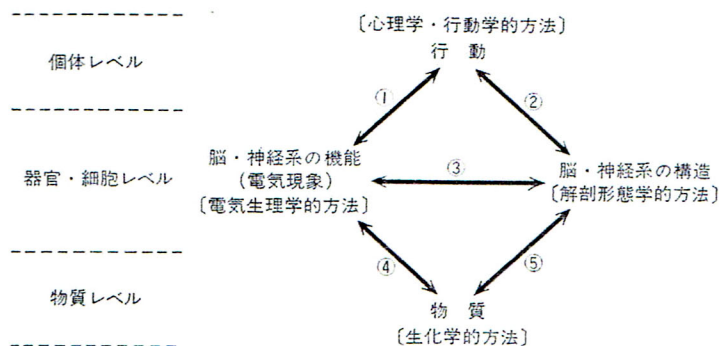 〔心理学・行動学的方法〕
行 動
個体レベル
①
②
脳・神経系の機能
(電気現象)
〔電気生理学的方法〕
③
脳・神経系の構造
〔解剖形態学的方法〕
器官・細胞レベル
④
⑤
物質レベル
物 質
〔生化学的方法〕